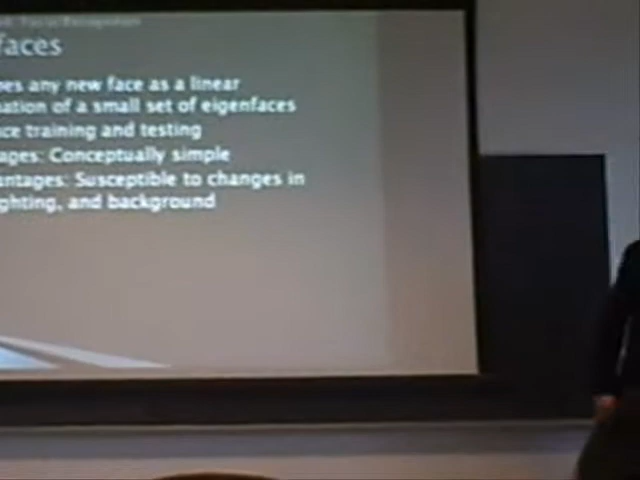 faces
es any new face as a linear
ation of a small set of eigenfaces
ce training and testing
ages: Conceptually simple
antages: Susceptible to changes in
ghting, and background